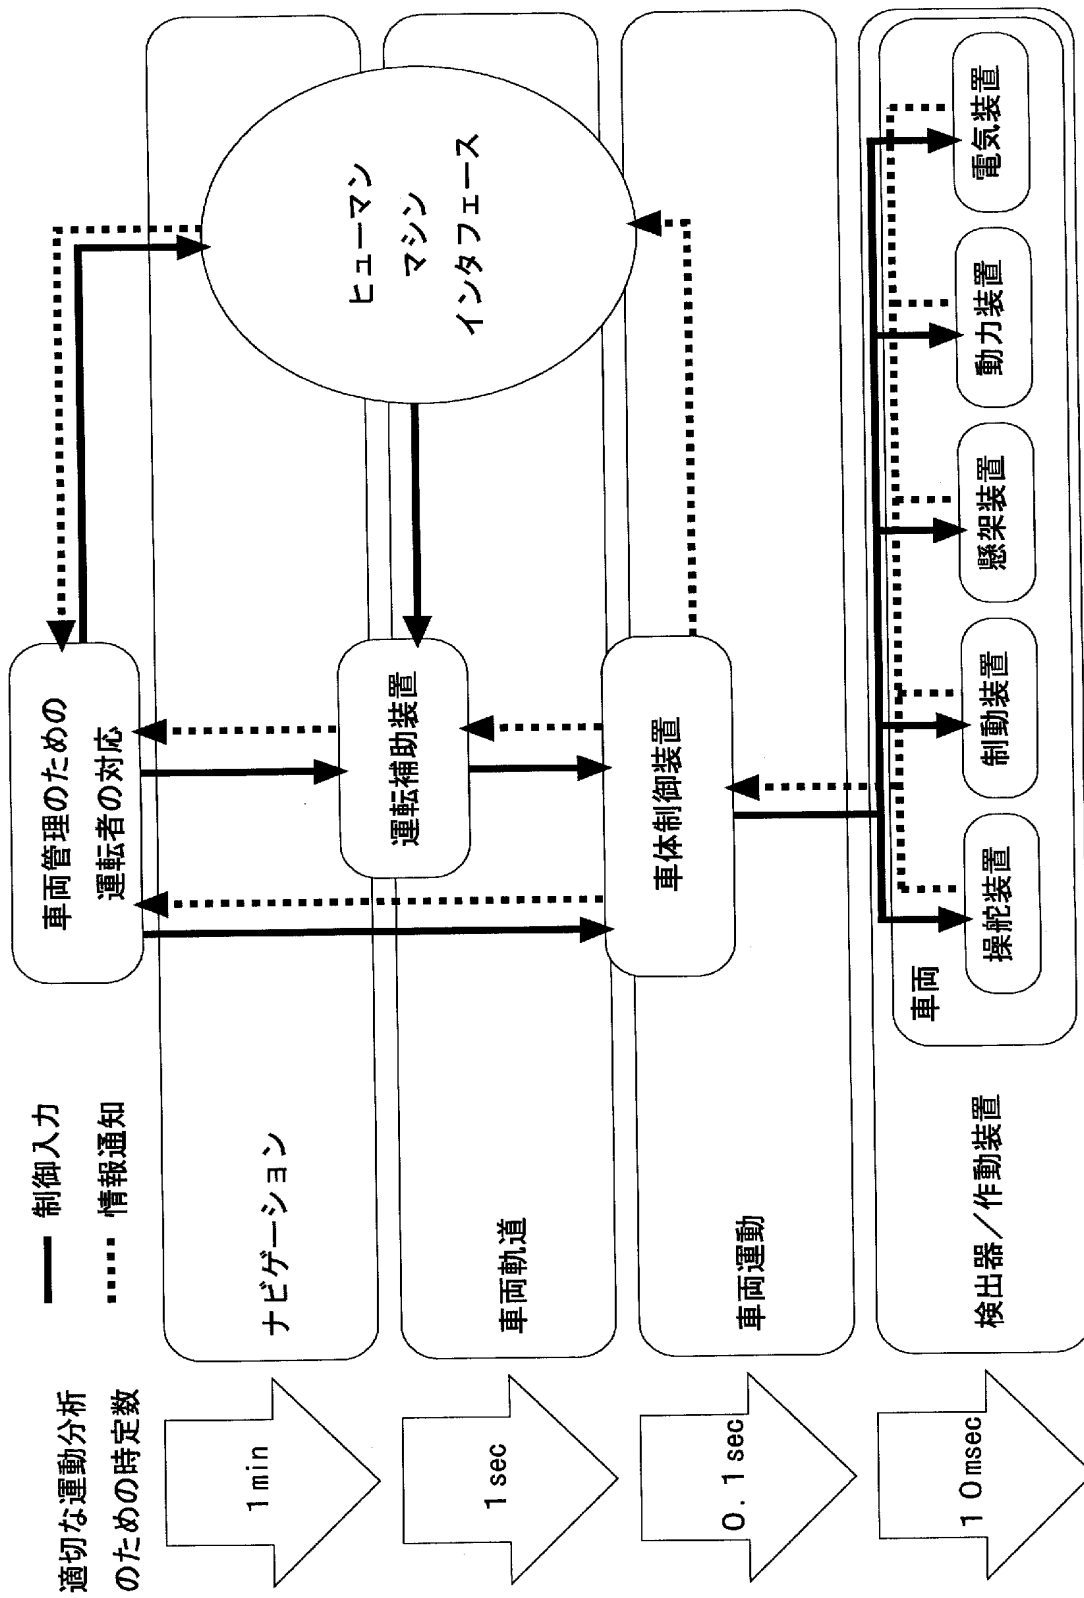 適切な運動分析
のための時定数
制御入力
情報通知
車両管理のための
運転者の対応
1min
ナビゲーション
ヒューマン
マシン
インタフェース
1sec
車両軌道
運転補助装置
0.1sec
車両運動
車体制御装置
10msec
検出器/作動装置
車両
操舵装置
制動装置
懸架装置
動力装置
電気装置